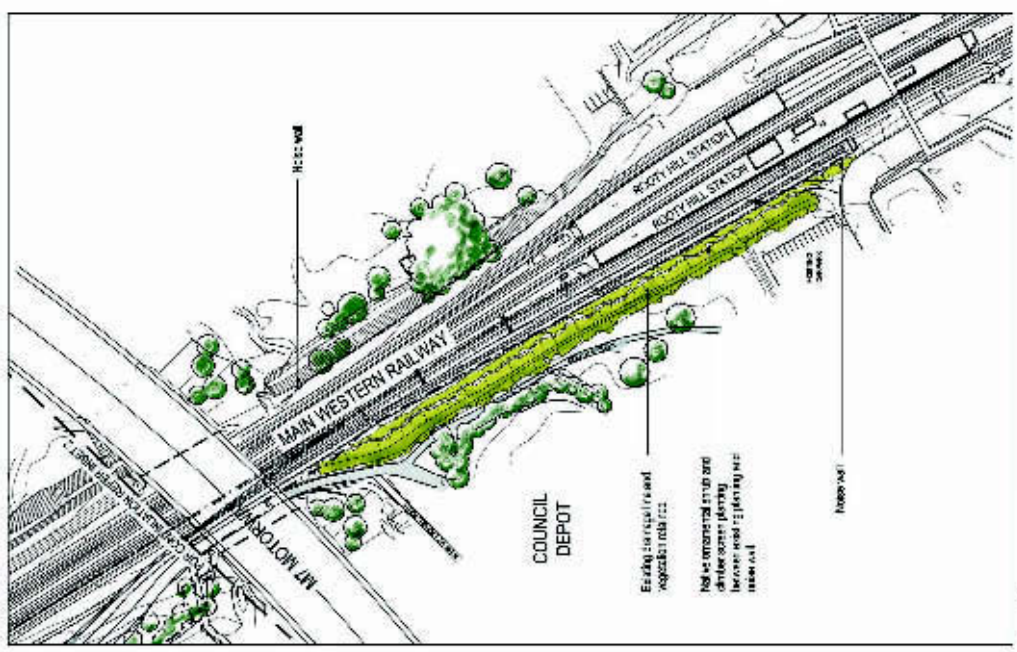 Noise wall
ROOTY HILL STATION
ROOTY HILL STATION
MAIN WESTERN RAILWAY
M7 MOTORW
COUNCIL
DEPOT
Existing drainage line and
vegetation retained
Native ornamental shrub and
climber screen planting
between existing planting and
noise wall
Noise wall